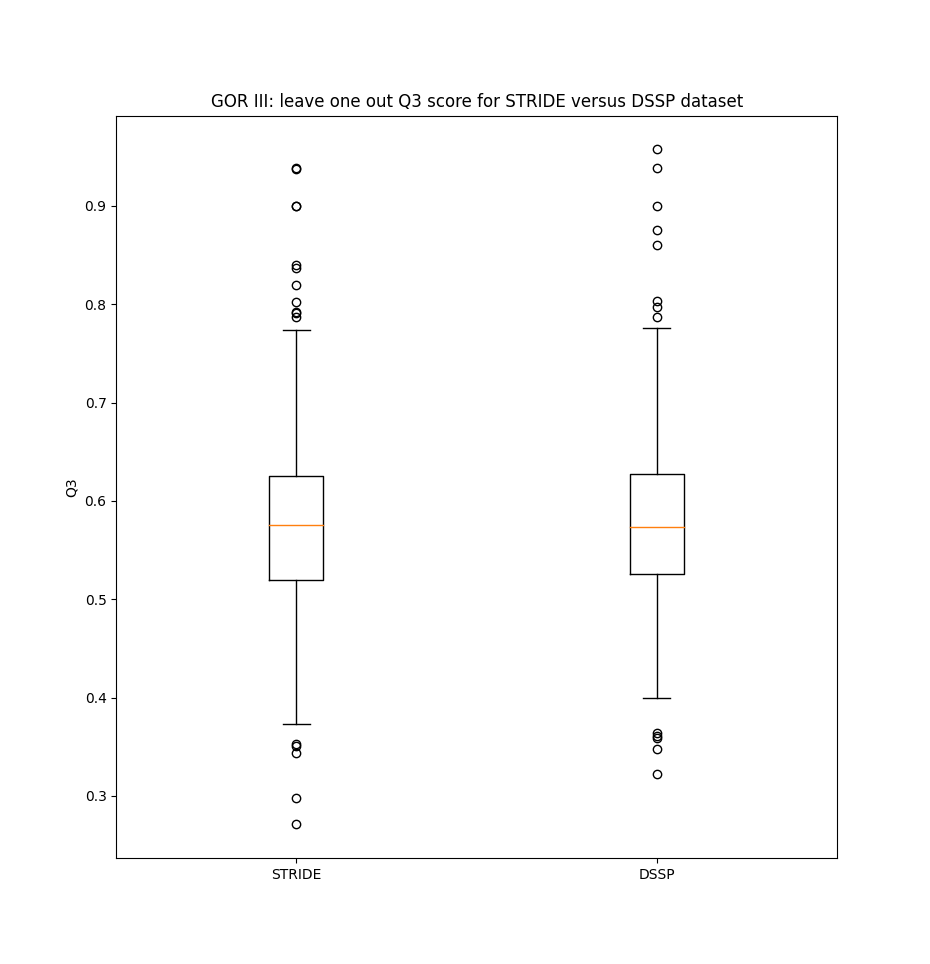 GOR III: leave one out Q3 score for STRIDE versus DSSP dataset
0.9
0.8
0.7
Q3
0.6
0.5
0.4
0.3
STRIDE
DSSP